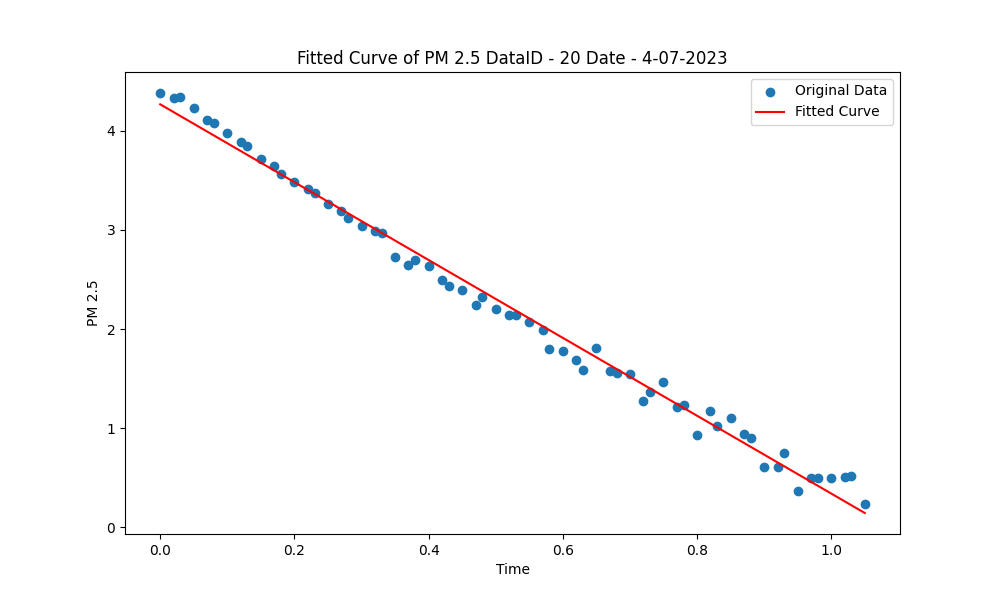 Fitted Curve of PM 2.5 DataID - 20 Date - 4-07-2023
Original Data
Fitted Curve
PM 2.5
4
3
2
1
0
0.0 0.2 0.4 0.6 0.8 1.0
Time